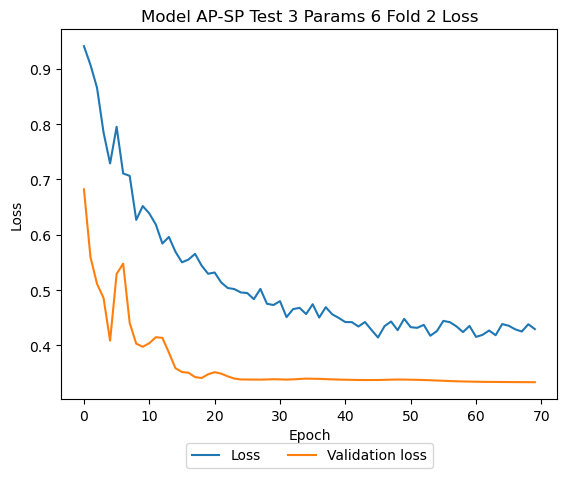 Model AP-SP Test 3 Params 6 Fold 2 Loss
0.9
0.8
0.7
0.6
0.5
0.4
Loss
0 10 20 30 40 50 60 70
Epoch
Loss Validation loss